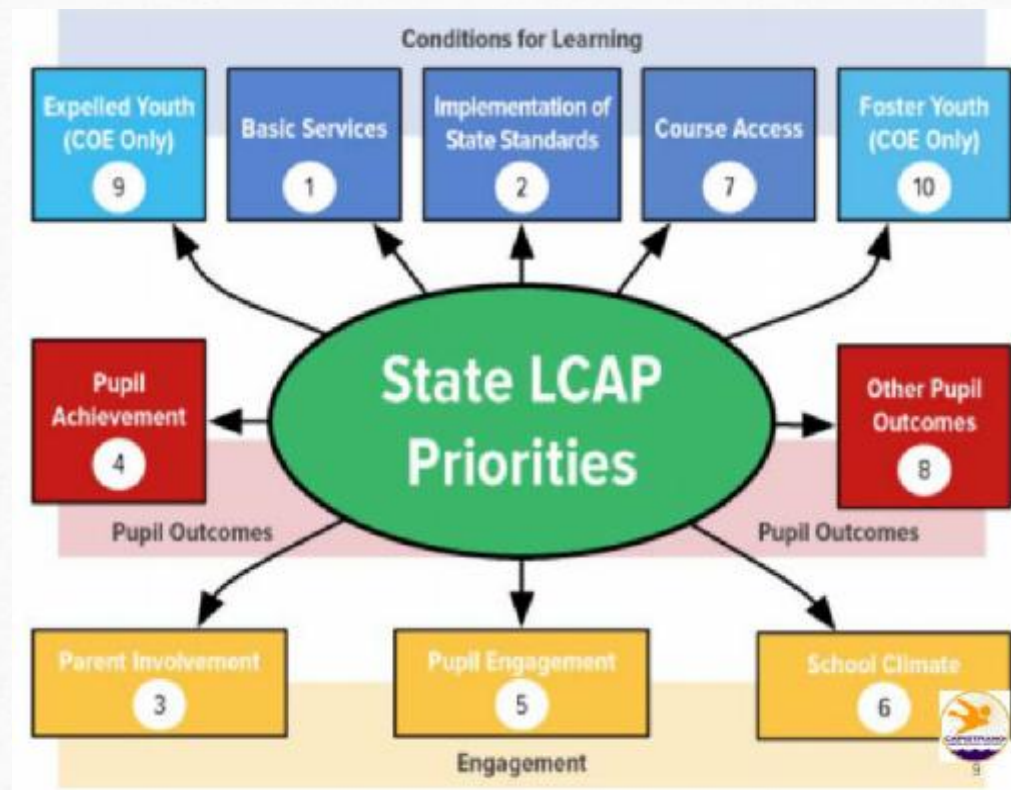 Conditions for Learning
Expelled Youth
(COE Only)
9
Basic Services
1
Implementation of
State Standards
2
Course Access
7
Foster Youth
(COE Only)
10
State LCAP
Priorities
Pupil
Achievement
4
Other Pupil
Outcomes
8
Pupil Outcomes
Pupil Outcomes
Parent Involvement
3
Pupil Engagement
5
School Climate
6
CAPISTRANO
9
Engagement